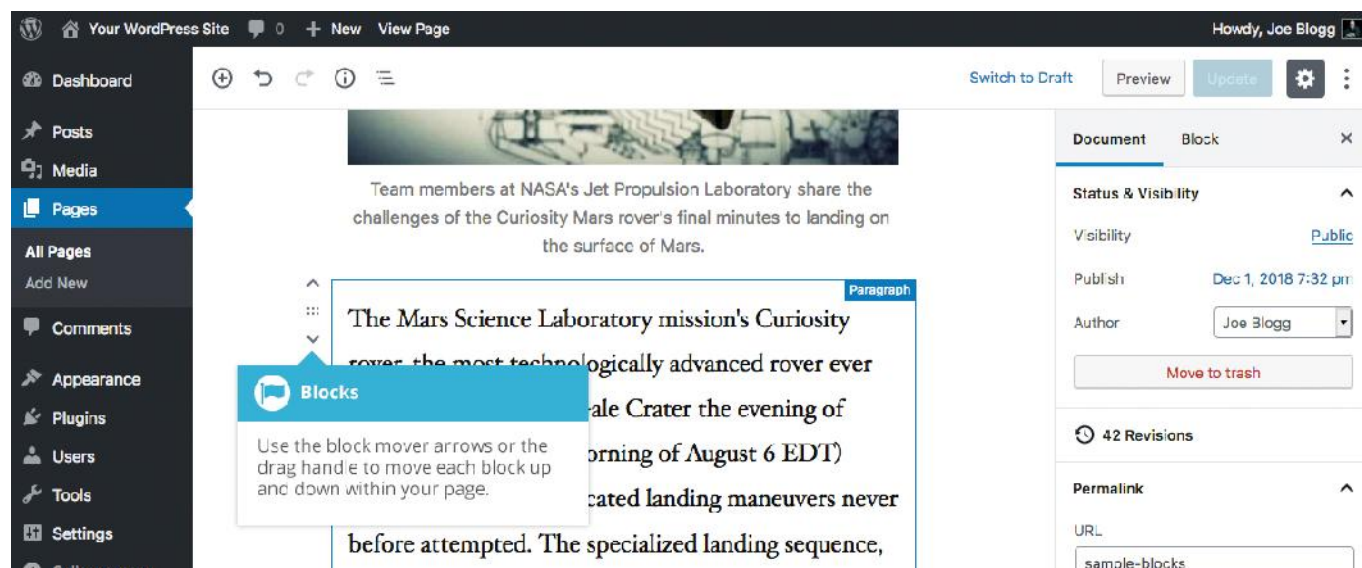 Your WordPress Site 0 + New View Page Howdy, Joe Blogg
Dashboard
Posts
Media
Pages
All Pages
Add New
Comments
Appearance
Plugins
Users
Tools
Settings
Switch to Draft Preview Update
Team members at NASA's Jet Propulsion Laboratory share the
challenges of the Curiosity Mars rover's final minutes to landing on
the surface of Mars.
Paragraph
The Mars Science Laboratory mission's Curiosity
rover, the most technologically advanced rover ever
ale Crater the evening of
orning of August 6 EDT)
cated landing maneuvers never
before attempted. The specialized landing sequence,
Blocks
Use the block mover arrows or the
drag handle to move each block up
and down within your page.
Document Block
Status & Visibility
Visibility Public
Publish Dec 1, 2018 7:32 pm
Author Joe Blogg
Move to trash
42 Revisions
Permalink
URL
sample-blocks